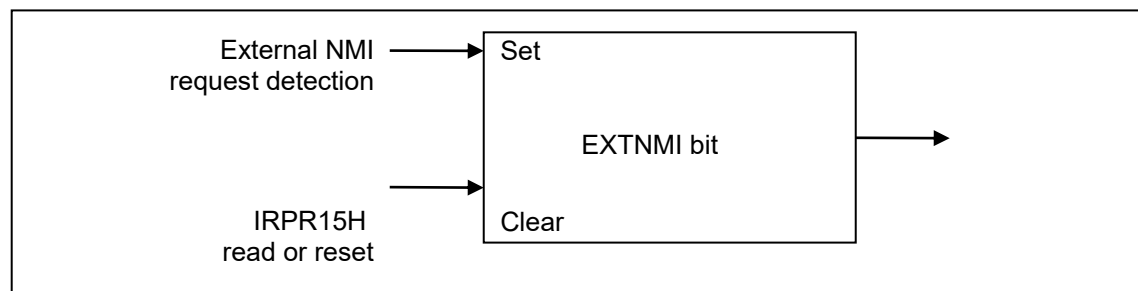 External NMI
request detection
Set
EXTNMI bit
IRPR15H
read or reset
Clear